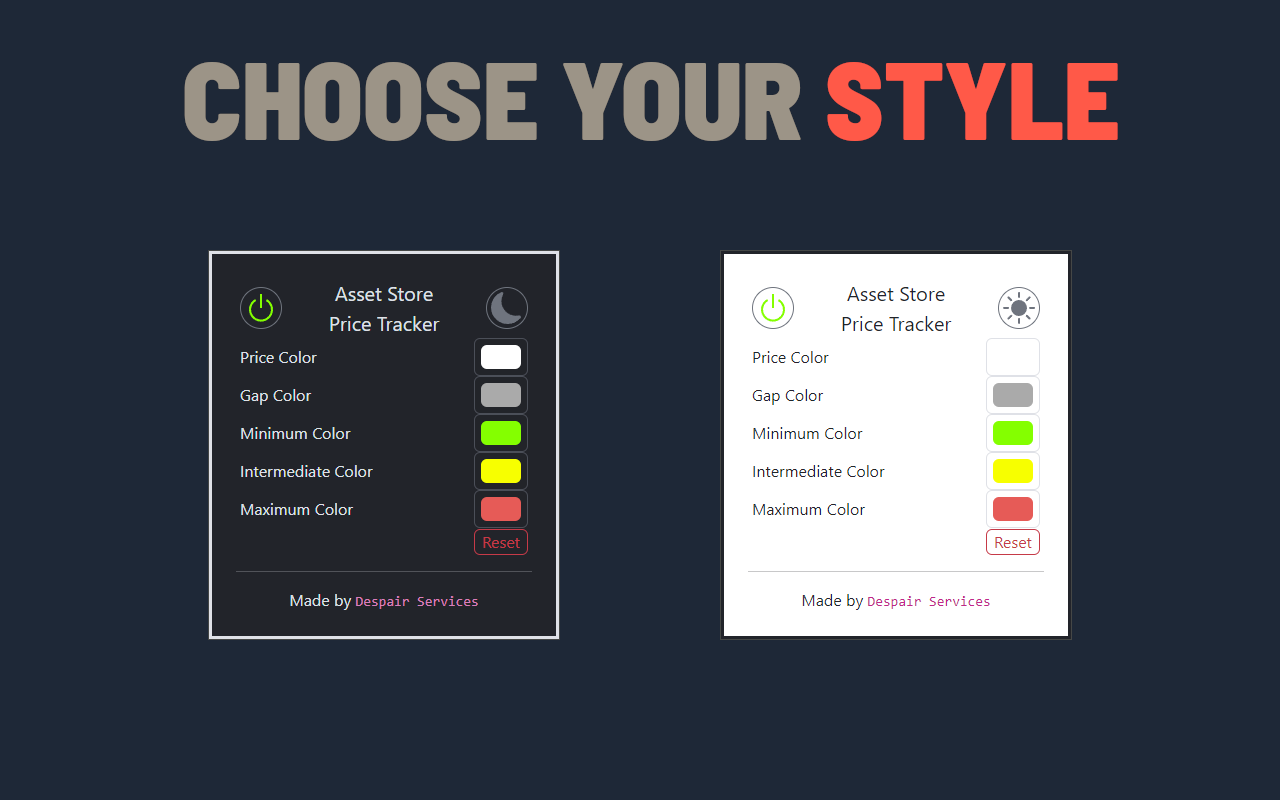 CHOOSE YOUR STYLE
Asset Store
Price Tracker
Price Color
Gap Color
Minimum Color
Intermediate Color
Maximum Color
Reset
Made by Despair Services
Asset Store
Price Tracker
Price Color
Gap Color
Minimum Color
Intermediate Color
Maximum Color
Reset
Made by Despair Services